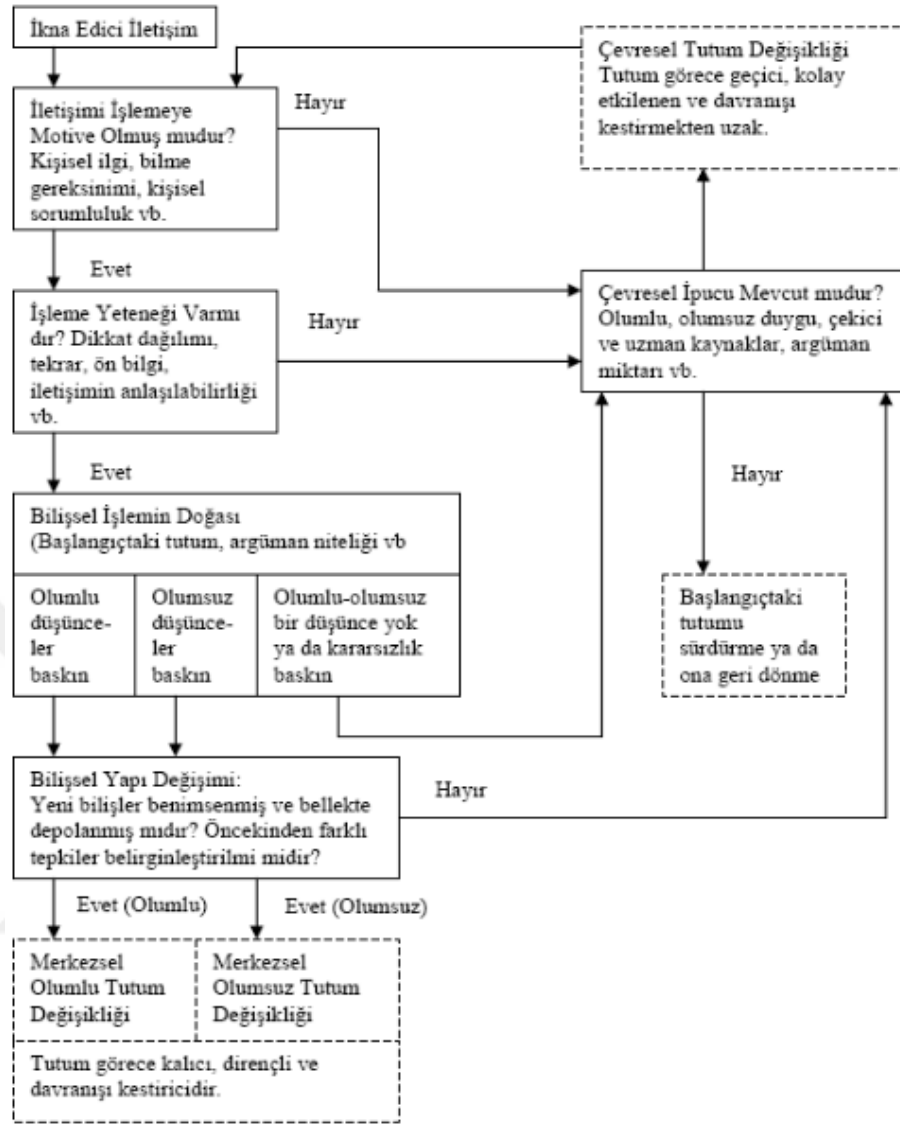 İkna Edici İletişim
İletişimi İşlemeye
Motive Olmuş mudur?
Kişisel ilgi, bilme
gereksinimi, kişisel
sorumluluk vb.
Hayır
Çevresel Tutum Değişikliği
Tutum görece geçici, kolay
etkilenen ve davranışı
kestirmekten uzak.
Evet
İşleme Yeteneği Varmı
dır? Dikkat dağılımı,
tekrar, ön bilgi,
iletişimin anlaşılabilirliği
vb.
Hayır
Çevresel İpucu Mevcut mudur?
Olumlu, olumsuz duygu, çekici
ve uzman kaynaklar, argüman
miktarı vb.
Evet
Hayır
Bilişsel İşlemin Doğası
(Başlangıçtaki tutum, argüman niteliği vb
Olumlu
düşünce-
ler
baskın
Olumsuz
düşünce-
ler
baskın
Olumlu-olumsuz
bir düşünce yok
ya da kararsızlık
baskın
Başlangıçtaki
tutumu
sürdürme ya da
ona geri dönme
Bilişsel Yapı Değişimi:
Yeni bilişler benimsenmiş ve bellekte
depolanmış mıdır? Öncekinden farklı
tepkiler belirginleştirilmi midir?
Hayır
Evet (Olumlu)
Evet (Olumsuz)
Merkezsel
Olumlu Tutum
Değişikliği
Merkezsel
Olumsuz Tutum
Değişikliği
Tutum görece kalıcı, dirençli ve
davranışı kestiricidir.